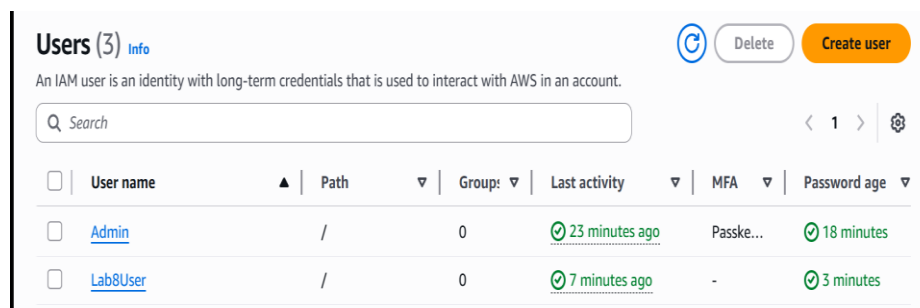 Users (3) Info
Delete
Create user
An IAM user is an identity with long-term credentials that is used to interact with AWS in an account.
Search
1
User name Path Group: Last activity MFA Password age
Admin / 0 23 minutes ago Passke... 18 minutes
Lab8User / 0 7 minutes ago - 3 minutes